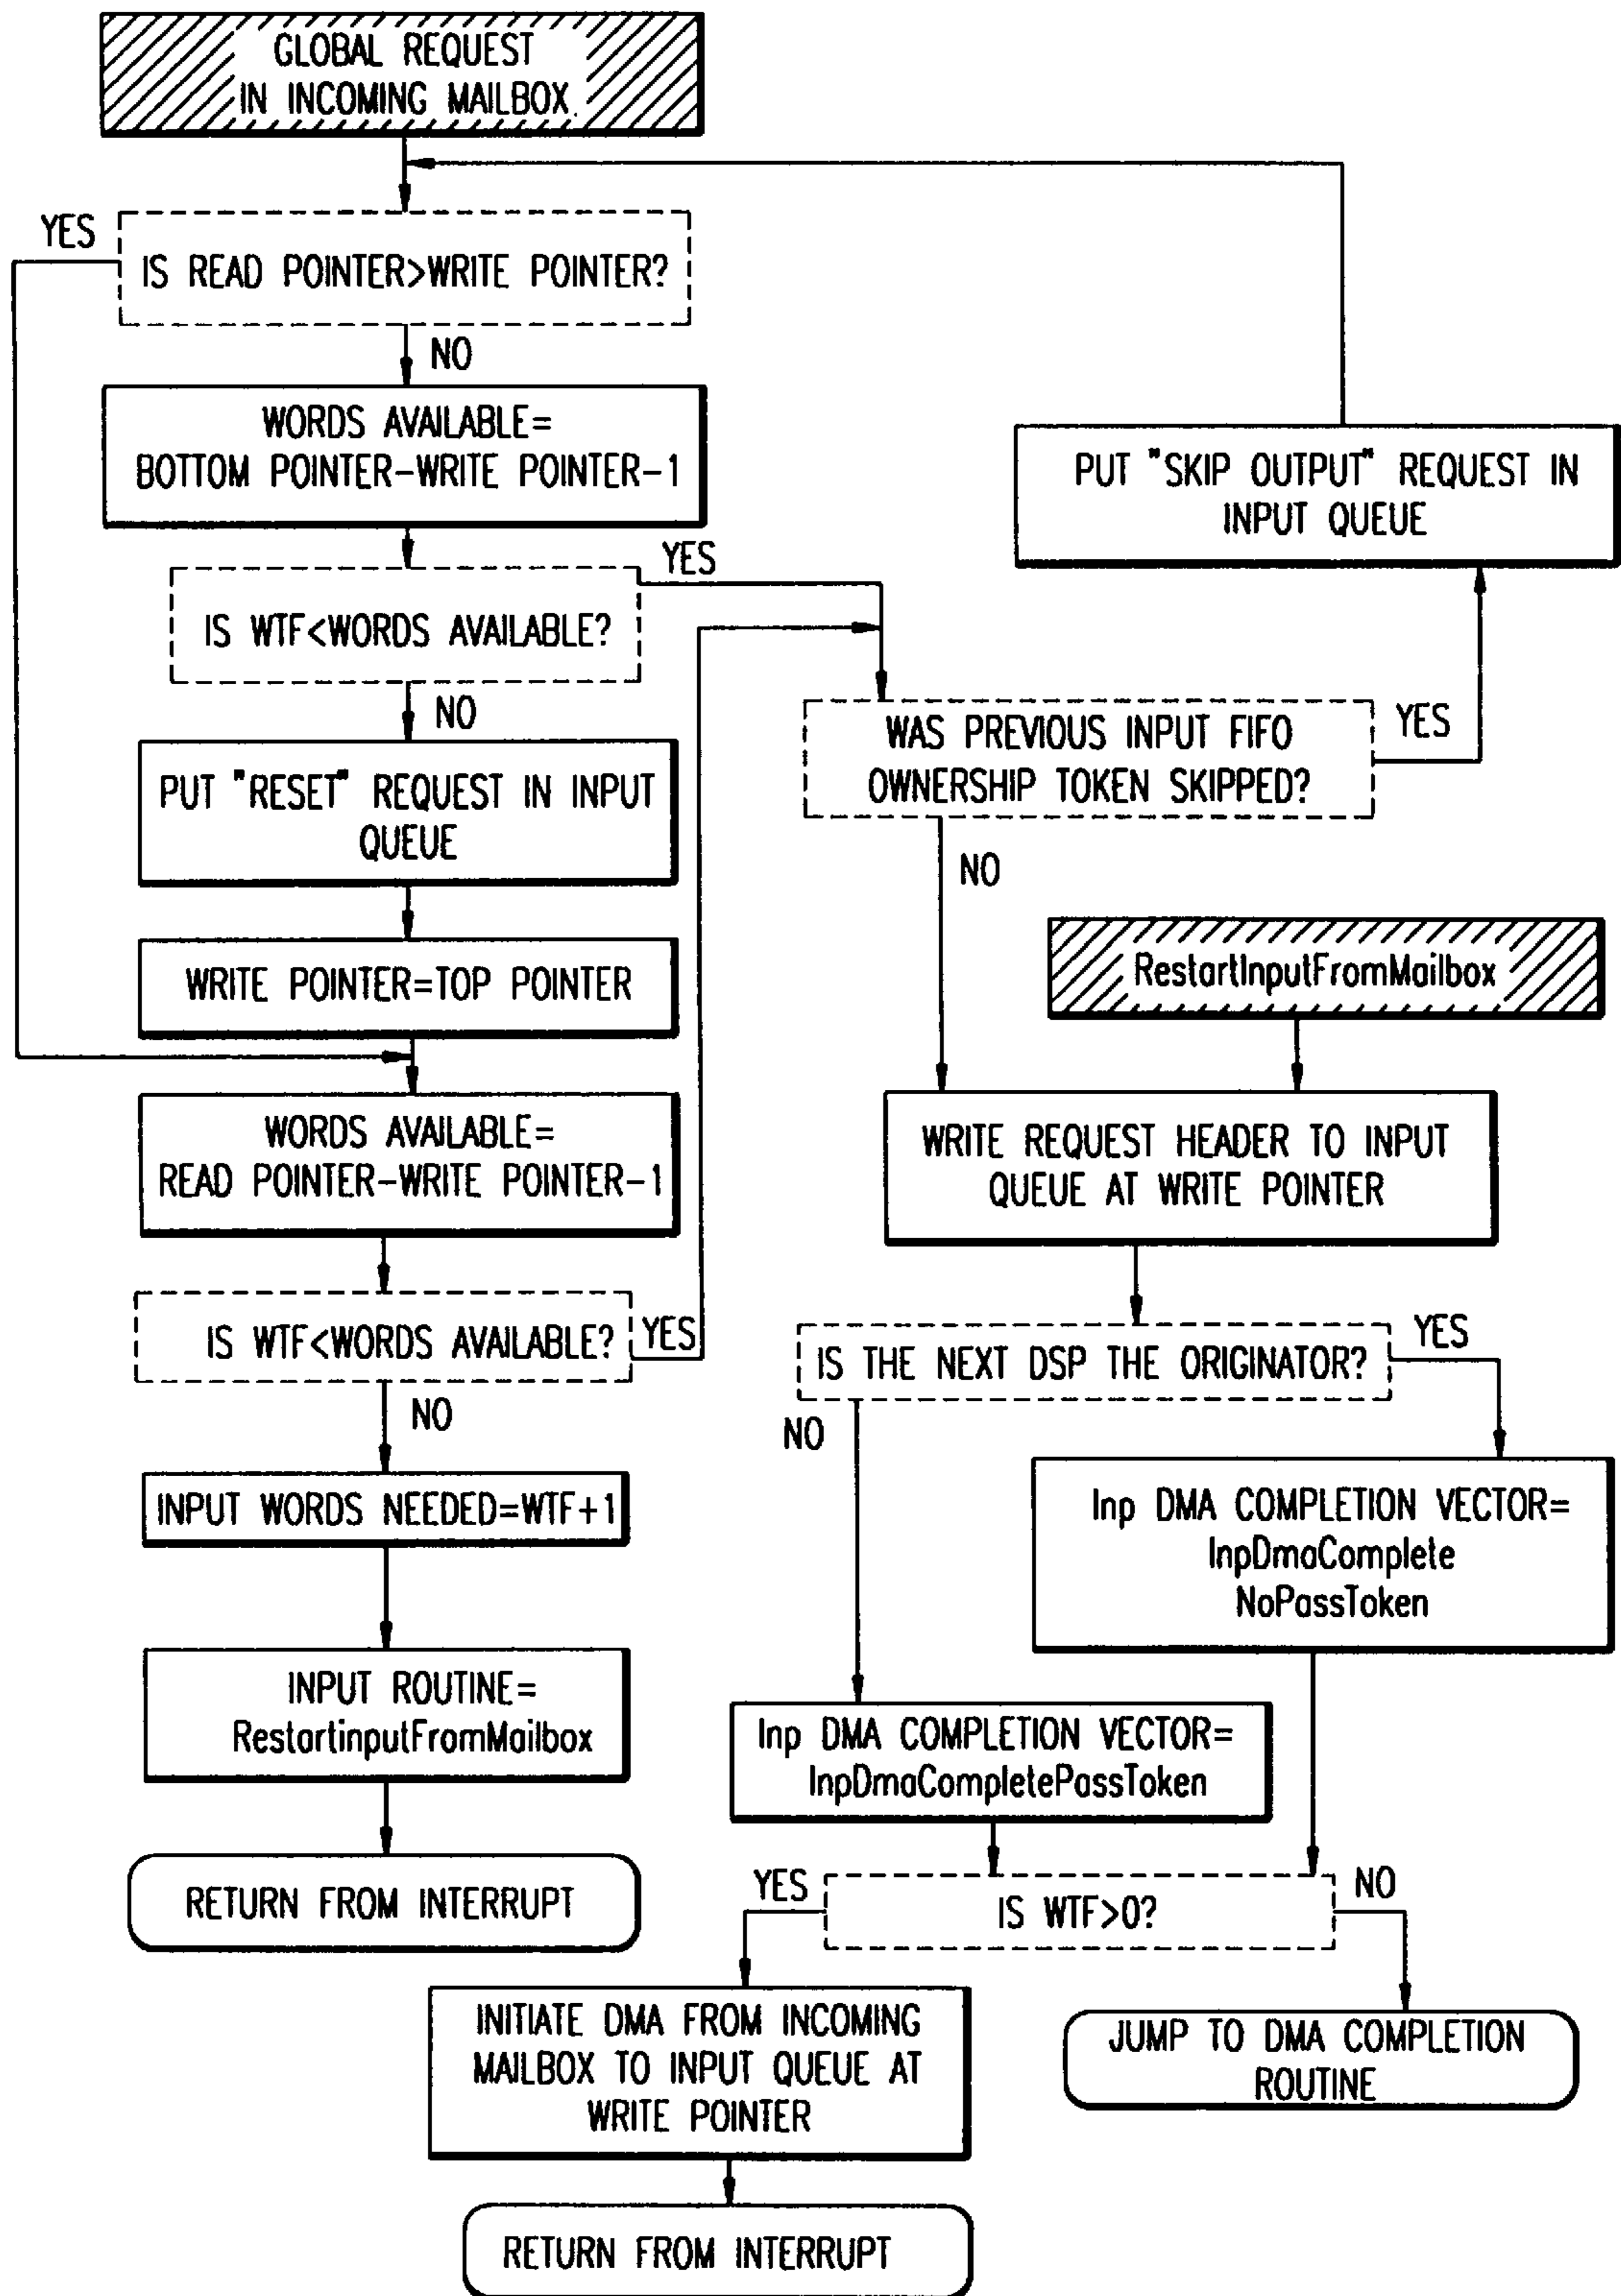 GLOBAL REQUEST
IN INCOMING MAILBOX
YES
IS READ POINTER>WRITE POINTER?
NO
WORDS AVAILABLE=
BOTTOM POINTER-WRITE POINTER-1
YES
IS WTF<WORDS AVAILABLE?
NO
PUT "RESET" REQUEST IN INPUT
QUEUE
WRITE POINTER=TOP POINTER
WORDS AVAILABLE=
READ POINTER-WRITE POINTER-1
IS WTF<WORDS AVAILABLE?
YES
NO
INPUT WORDS NEEDED=WTF+1
INPUT ROUTINE=
RestartinputFromMailbox
RETURN FROM INTERRUPT
PUT "SKIP OUTPUT" REQUEST IN
INPUT QUEUE
WAS PREVIOUS INPUT FIFO
OWNERSHIP TOKEN SKIPPED?
YES
NO
RestartInputFromMailbox
WRITE REQUEST HEADER TO INPUT
QUEUE AT WRITE POINTER
IS THE NEXT DSP THE ORIGINATOR?
YES
NO
Inp DMA COMPLETION VECTOR=
InpDmaComplete
NoPassToken
Inp DMA COMPLETION VECTOR=
InpDmaCompletePassToken
YES
IS WTF>0?
NO
INITIATE DMA FROM INCOMING
MAILBOX TO INPUT QUEUE AT
WRITE POINTER
JUMP TO DMA COMPLETION
ROUTINE
RETURN FROM INTERRUPT